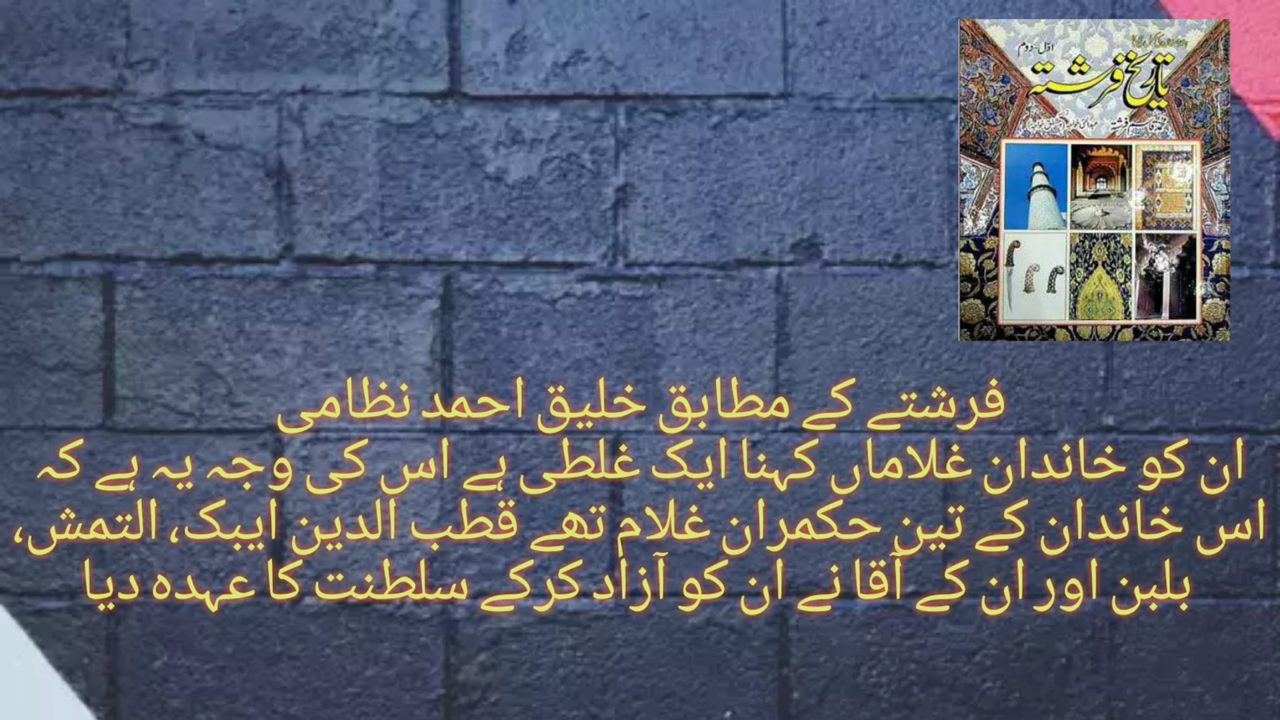 اوّل - دوم
تاریخ فرشتہ
فرشتے کے مطابق خلیق احمد نظامی
ان کو خاندان غلاماں کہنا ایک غلطی ہے اس کی وجہ یہ ہے کہ
اس خاندان کے تین حکمران غلام تھے قطب الدین ایبک، التمش،
بلبن اور ان کے آقا نے ان کو آزاد کرکے سلطنت کا عہدہ دیا